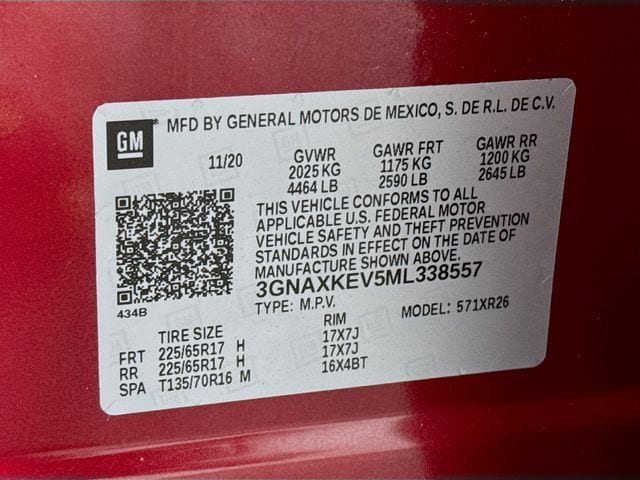 GM MFD BY GENERAL MOTORS DE MEXICO, S. DE R.L. DE C.V.
11/20 GVWR GAWR FRT GAWR RR
2025 KG 1175 KG 1200 KG
4464 LB 2590 LB 2645 LB
THIS VEHICLE CONFORMS TO ALL
APPLICABLE U.S. FEDERAL MOTOR
VEHICLE SAFETY AND THEFT PREVENTION
STANDARDS IN EFFECT ON THE DATE OF
MANUFACTURE SHOWN ABOVE.
3GNAXKEV5ML338557
434B TYPE: M.P.V. MODEL: 571XR26
TIRE SIZE RIM
FRT 225/65R17 H 17X7J
RR 225/65R17 H 17X7J
SPA T135/70R16 M 16X4BT